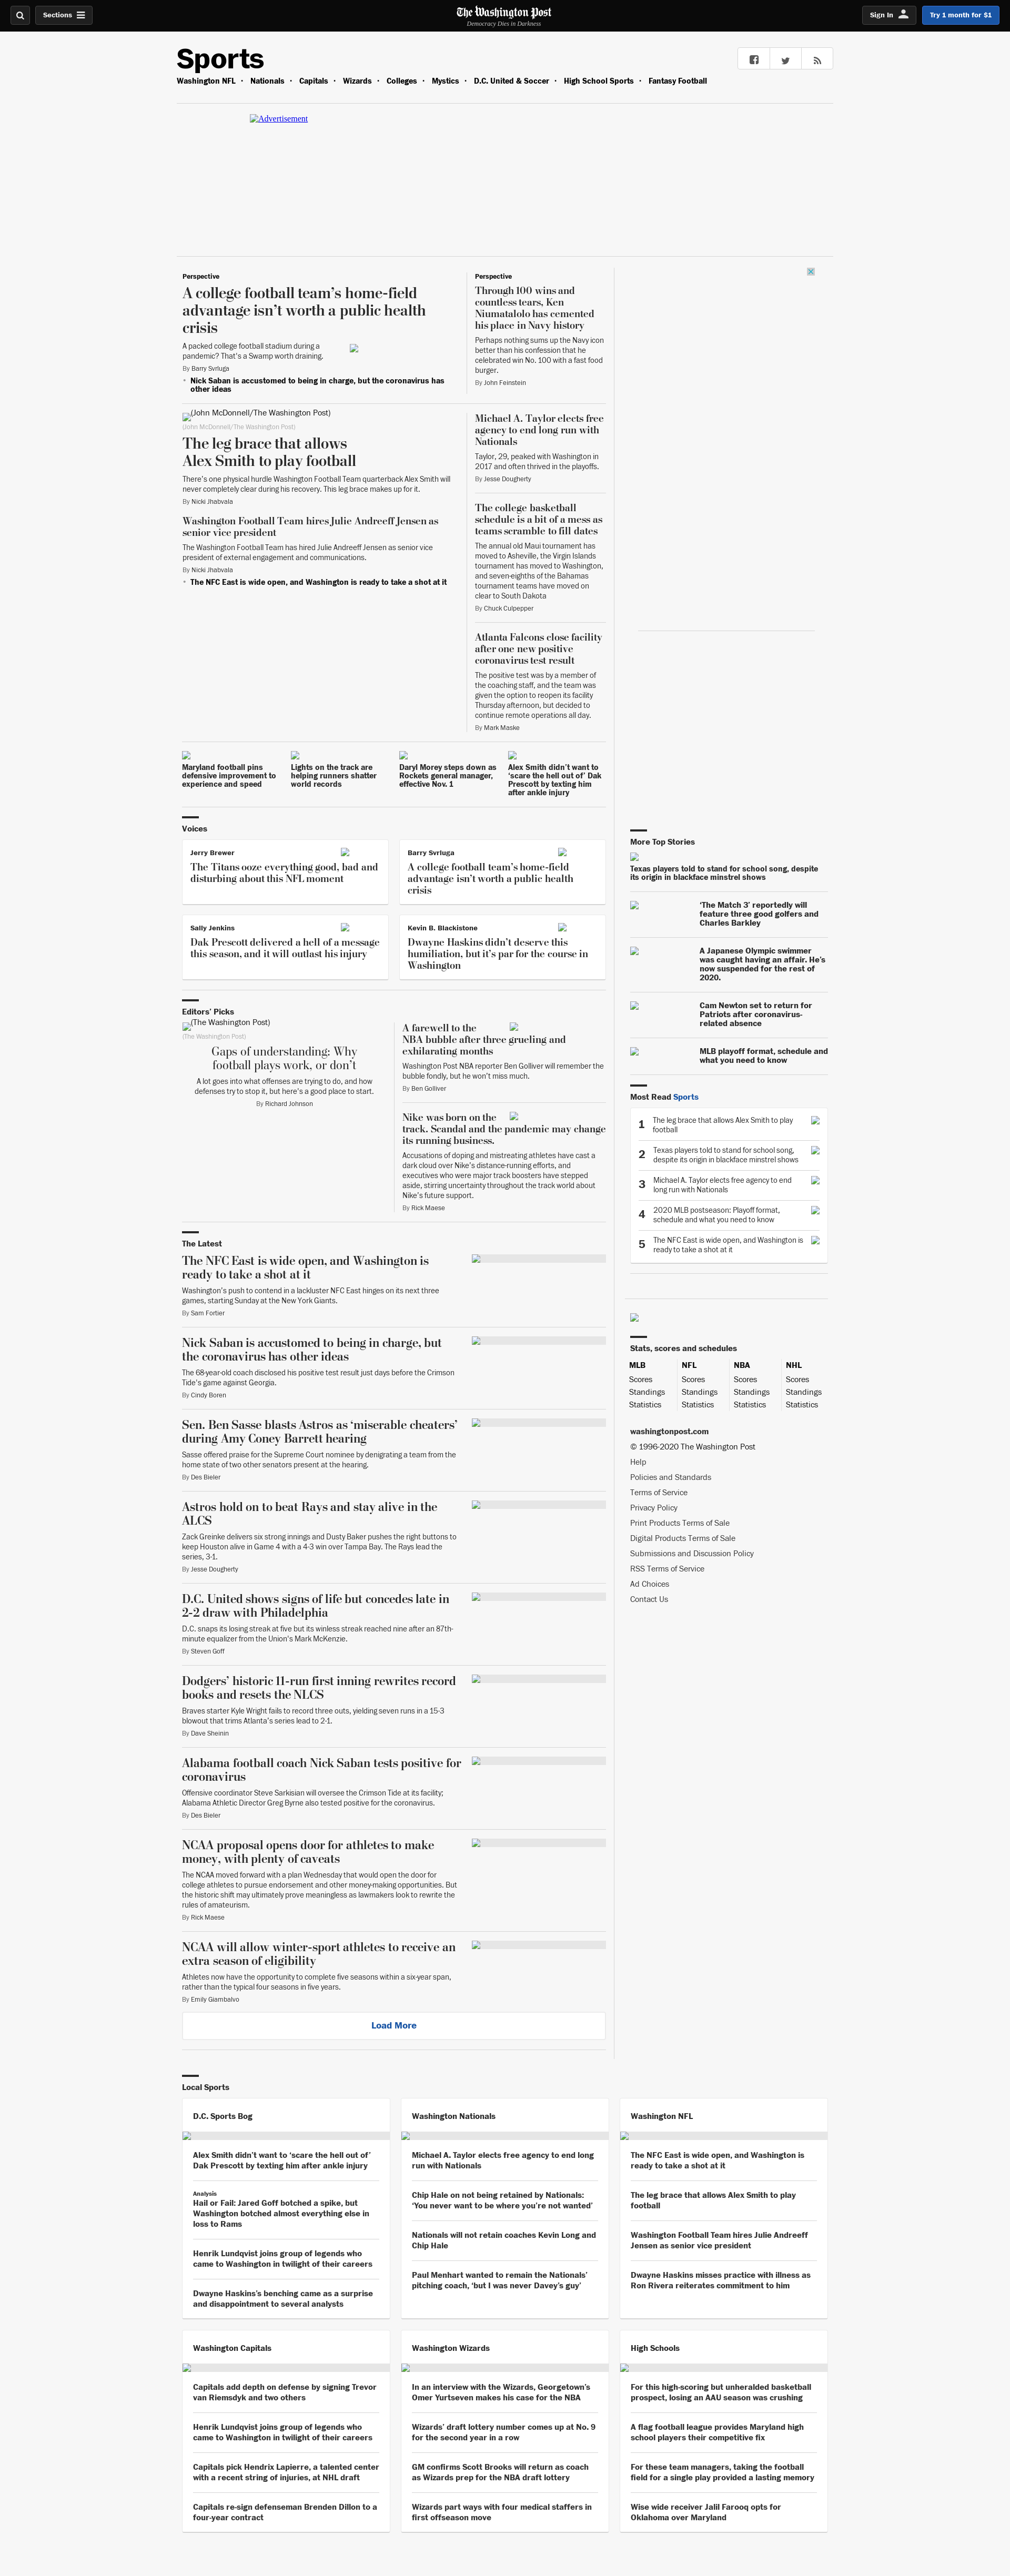 Sections
The Washington Post
Democracy Dies in Darkness
Sign In
Try 1 month for $1
Sports
Washington NFL • Nationals • Capitals • Wizards • Colleges • Mystics • D.C. United & Soccer • High School Sports • Fantasy Football
Advertisement
Perspective
A college football team’s home-field
advantage isn’t worth a public health
crisis
A packed college football stadium during a
pandemic? That’s a Swamp worth draining.
By Barry Svrluga
• Nick Saban is accustomed to being in charge, but the coronavirus has
other ideas
Perspective
Through 100 wins and
countless tears, Ken
Niumatalolo has cemented
his place in Navy history
Perhaps nothing sums up the Navy icon
better than his confession that he
celebrated win No. 100 with a fast food
burger.
By John Feinstein
(John McDonnell/The Washington Post)
(John McDonnell/The Washington Post)
The leg brace that allows
Alex Smith to play football
There’s one physical hurdle Washington Football Team quarterback Alex Smith will
never completely clear during his recovery. This leg brace makes up for it.
By Nicki Jhabvala
Washington Football Team hires Julie Andreeff Jensen as
senior vice president
The Washington Football Team has hired Julie Andreeff Jensen as senior vice
president of external engagement and communications.
By Nicki Jhabvala
• The NFC East is wide open, and Washington is ready to take a shot at it
Michael A. Taylor elects free
agency to end long run with
Nationals
Taylor, 29, peaked with Washington in
2017 and often thrived in the playoffs.
By Jesse Dougherty
The college basketball
schedule is a bit of a mess as
teams scramble to fill dates
The annual old Maui tournament has
moved to Asheville, the Virgin Islands
tournament has moved to Washington,
and seven-eighths of the Bahamas
tournament teams have moved on
clear to South Dakota
By Chuck Culpepper
Atlanta Falcons close facility
after one new positive
coronavirus test result
The positive test was by a member of
the coaching staff, and the team was
given the option to reopen its facility
Thursday afternoon, but decided to
continue remote operations all day.
By Mark Maske
Maryland football pins
defensive improvement to
experience and speed
Lights on the track are
helping runners shatter
world records
Daryl Morey steps down as
Rockets general manager,
effective Nov. 1
Alex Smith didn’t want to
‘scare the hell out of’ Dak
Prescott by texting him
after ankle injury
Voices
Jerry Brewer
The Titans ooze everything good, bad and
disturbing about this NFL moment
Barry Svrluga
A college football team’s home-field
advantage isn’t worth a public health
crisis
Sally Jenkins
Dak Prescott delivered a hell of a message
this season, and it will outlast his injury
Kevin B. Blackistone
Dwayne Haskins didn’t deserve this
humiliation, but it’s par for the course in
Washington
Editors’ Picks
(The Washington Post)
(The Washington Post)
Gaps of understanding: Why
football plays work, or don’t
A lot goes into what offenses are trying to do, and how
defenses try to stop it, but here’s a good place to start.
By Richard Johnson
A farewell to the
NBA bubble after three grueling and
exhilarating months
Washington Post NBA reporter Ben Golliver will remember the
bubble fondly, but he won’t miss much.
By Ben Golliver
Nike was born on the
track. Scandal and the pandemic may change
its running business.
Accusations of doping and mistreating athletes have cast a
dark cloud over Nike’s distance-running efforts, and
executives who were major track boosters have stepped
aside, stirring uncertainty throughout the track world about
Nike’s future support.
By Rick Maese
The Latest
The NFC East is wide open, and Washington is
ready to take a shot at it
Washington’s push to contend in a lackluster NFC East hinges on its next three
games, starting Sunday at the New York Giants.
By Sam Fortier
Nick Saban is accustomed to being in charge, but
the coronavirus has other ideas
The 68-year-old coach disclosed his positive test result just days before the Crimson
Tide’s game against Georgia.
By Cindy Boren
Sen. Ben Sasse blasts Astros as ‘miserable cheaters’
during Amy Coney Barrett hearing
Sasse offered praise for the Supreme Court nominee by denigrating a team from the
home state of two other senators present at the hearing.
By Des Bieler
Astros hold on to beat Rays and stay alive in the
ALCS
Zack Greinke delivers six strong innings and Dusty Baker pushes the right buttons to
keep Houston alive in Game 4 with a 4-3 win over Tampa Bay. The Rays lead the
series, 3-1.
By Jesse Dougherty
D.C. United shows signs of life but concedes late in
2-2 draw with Philadelphia
D.C. snaps its losing streak at five but its winless streak reached nine after an 87th-
minute equalizer from the Union’s Mark McKenzie.
By Steven Goff
Dodgers’ historic 11-run first inning rewrites record
books and resets the NLCS
Braves starter Kyle Wright fails to record three outs, yielding seven runs in a 15-3
blowout that trims Atlanta’s series lead to 2-1.
By Dave Sheinin
Alabama football coach Nick Saban tests positive for
coronavirus
Offensive coordinator Steve Sarkisian will oversee the Crimson Tide at its facility;
Alabama Athletic Director Greg Byrne also tested positive for the coronavirus.
By Des Bieler
NCAA proposal opens door for athletes to make
money, with plenty of caveats
The NCAA moved forward with a plan Wednesday that would open the door for
college athletes to pursue endorsement and other money-making opportunities. But
the historic shift may ultimately prove meaningless as lawmakers look to rewrite the
rules of amateurism.
By Rick Maese
NCAA will allow winter-sport athletes to receive an
extra season of eligibility
Athletes now have the opportunity to complete five seasons within a six-year span,
rather than the typical four seasons in five years.
By Emily Giambalvo
Load More
More Top Stories
Texas players told to stand for school song, despite
its origin in blackface minstrel shows
‘The Match 3’ reportedly will
feature three good golfers and
Charles Barkley
A Japanese Olympic swimmer
was caught having an affair. He’s
now suspended for the rest of
2020.
Cam Newton set to return for
Patriots after coronavirus-
related absence
MLB playoff format, schedule and
what you need to know
Most Read Sports
1 The leg brace that allows Alex Smith to play
football
2 Texas players told to stand for school song,
despite its origin in blackface minstrel shows
3 Michael A. Taylor elects free agency to end
long run with Nationals
4 2020 MLB postseason: Playoff format,
schedule and what you need to know
5 The NFC East is wide open, and Washington is
ready to take a shot at it
Stats, scores and schedules
MLB NFL NBA NHL
Scores Scores Scores Scores
Standings Standings Standings Standings
Statistics Statistics Statistics Statistics
washingtonpost.com
© 1996-2020 The Washington Post
Help
Policies and Standards
Terms of Service
Privacy Policy
Print Products Terms of Sale
Digital Products Terms of Sale
Submissions and Discussion Policy
RSS Terms of Service
Ad Choices
Contact Us
Local Sports
D.C. Sports Bog
Alex Smith didn’t want to ‘scare the hell out of’
Dak Prescott by texting him after ankle injury
Analysis
Hail or Fail: Jared Goff botched a spike, but
Washington botched almost everything else in
loss to Rams
Henrik Lundqvist joins group of legends who
came to Washington in twilight of their careers
Dwayne Haskins’s benching came as a surprise
and disappointment to several analysts
Washington Nationals
Michael A. Taylor elects free agency to end long
run with Nationals
Chip Hale on not being retained by Nationals:
‘You never want to be where you’re not wanted’
Nationals will not retain coaches Kevin Long and
Chip Hale
Paul Menhart wanted to remain the Nationals’
pitching coach, ‘but I was never Davey’s guy’
Washington NFL
The NFC East is wide open, and Washington is
ready to take a shot at it
The leg brace that allows Alex Smith to play
football
Washington Football Team hires Julie Andreeff
Jensen as senior vice president
Dwayne Haskins misses practice with illness as
Ron Rivera reiterates commitment to him
Washington Capitals
Capitals add depth on defense by signing Trevor
van Riemsdyk and two others
Henrik Lundqvist joins group of legends who
came to Washington in twilight of their careers
Capitals pick Hendrix Lapierre, a talented center
with a recent string of injuries, at NHL draft
Capitals re-sign defenseman Brenden Dillon to a
four-year contract
Washington Wizards
In an interview with the Wizards, Georgetown’s
Omer Yurtseven makes his case for the NBA
Wizards’ draft lottery number comes up at No. 9
for the second year in a row
GM confirms Scott Brooks will return as coach
as Wizards prep for the NBA draft lottery
Wizards part ways with four medical staffers in
first offseason move
High Schools
For this high-scoring but unheralded basketball
prospect, losing an AAU season was crushing
A flag football league provides Maryland high
school players their competitive fix
For these team managers, taking the football
field for a single play provided a lasting memory
Wise wide receiver Jalil Farooq opts for
Oklahoma over Maryland